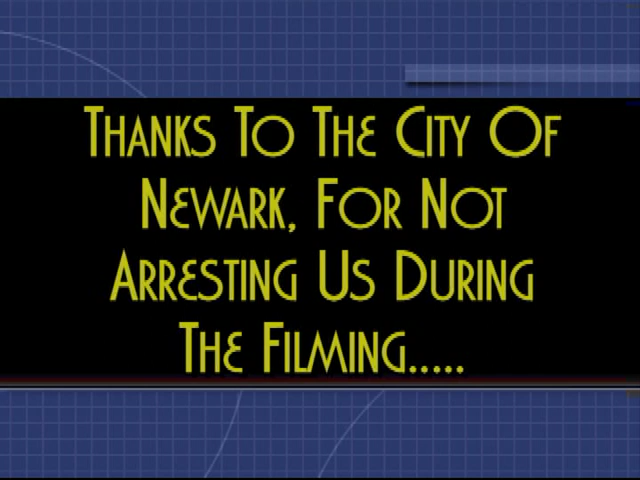 Thanks To The City Of
Newark, For Not
Arresting Us During
The Filming.....